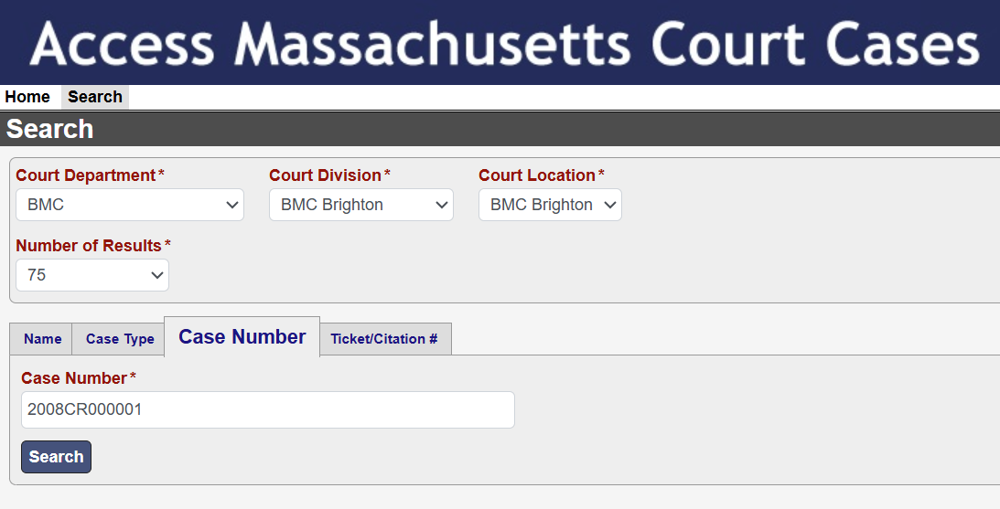 Access Massachusetts Court Cases
Home Search
Search
Court Department* Court Division* Court Location*
BMC BMC Brighton BMC Brighton
Number of Results*
75
Name Case Type Case Number Ticket/Citation #
Case Number*
2008CR000001
Search